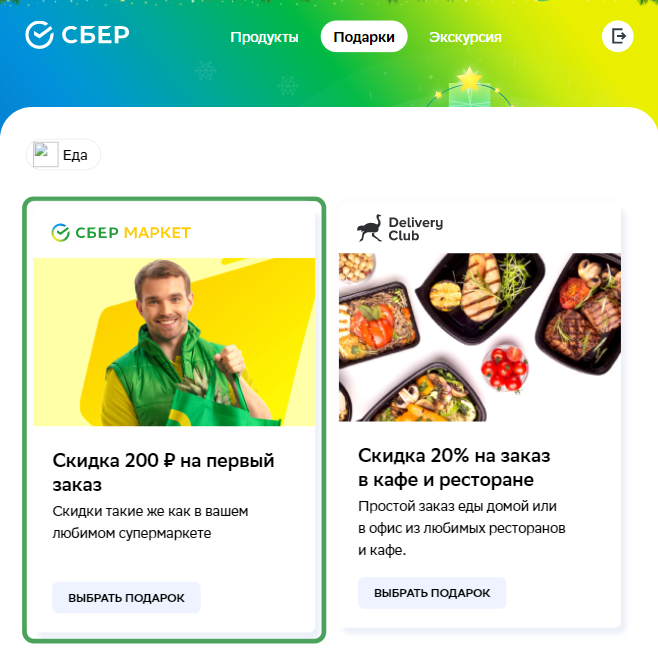 СБЕР
Продукты
Подарки
Экскурсия
Еда
СБЕР МАРКЕТ
Скидка 200 ₽ на первый
заказ
Скидки такие же как в вашем
любимом супермаркете
ВЫБРАТЬ ПОДАРОК
Delivery
Club
Скидка 20% на заказ
в кафе и ресторане
Простой заказ еды домой или
в офис из любимых ресторанов
и кафе.
ВЫБРАТЬ ПОДАРОК